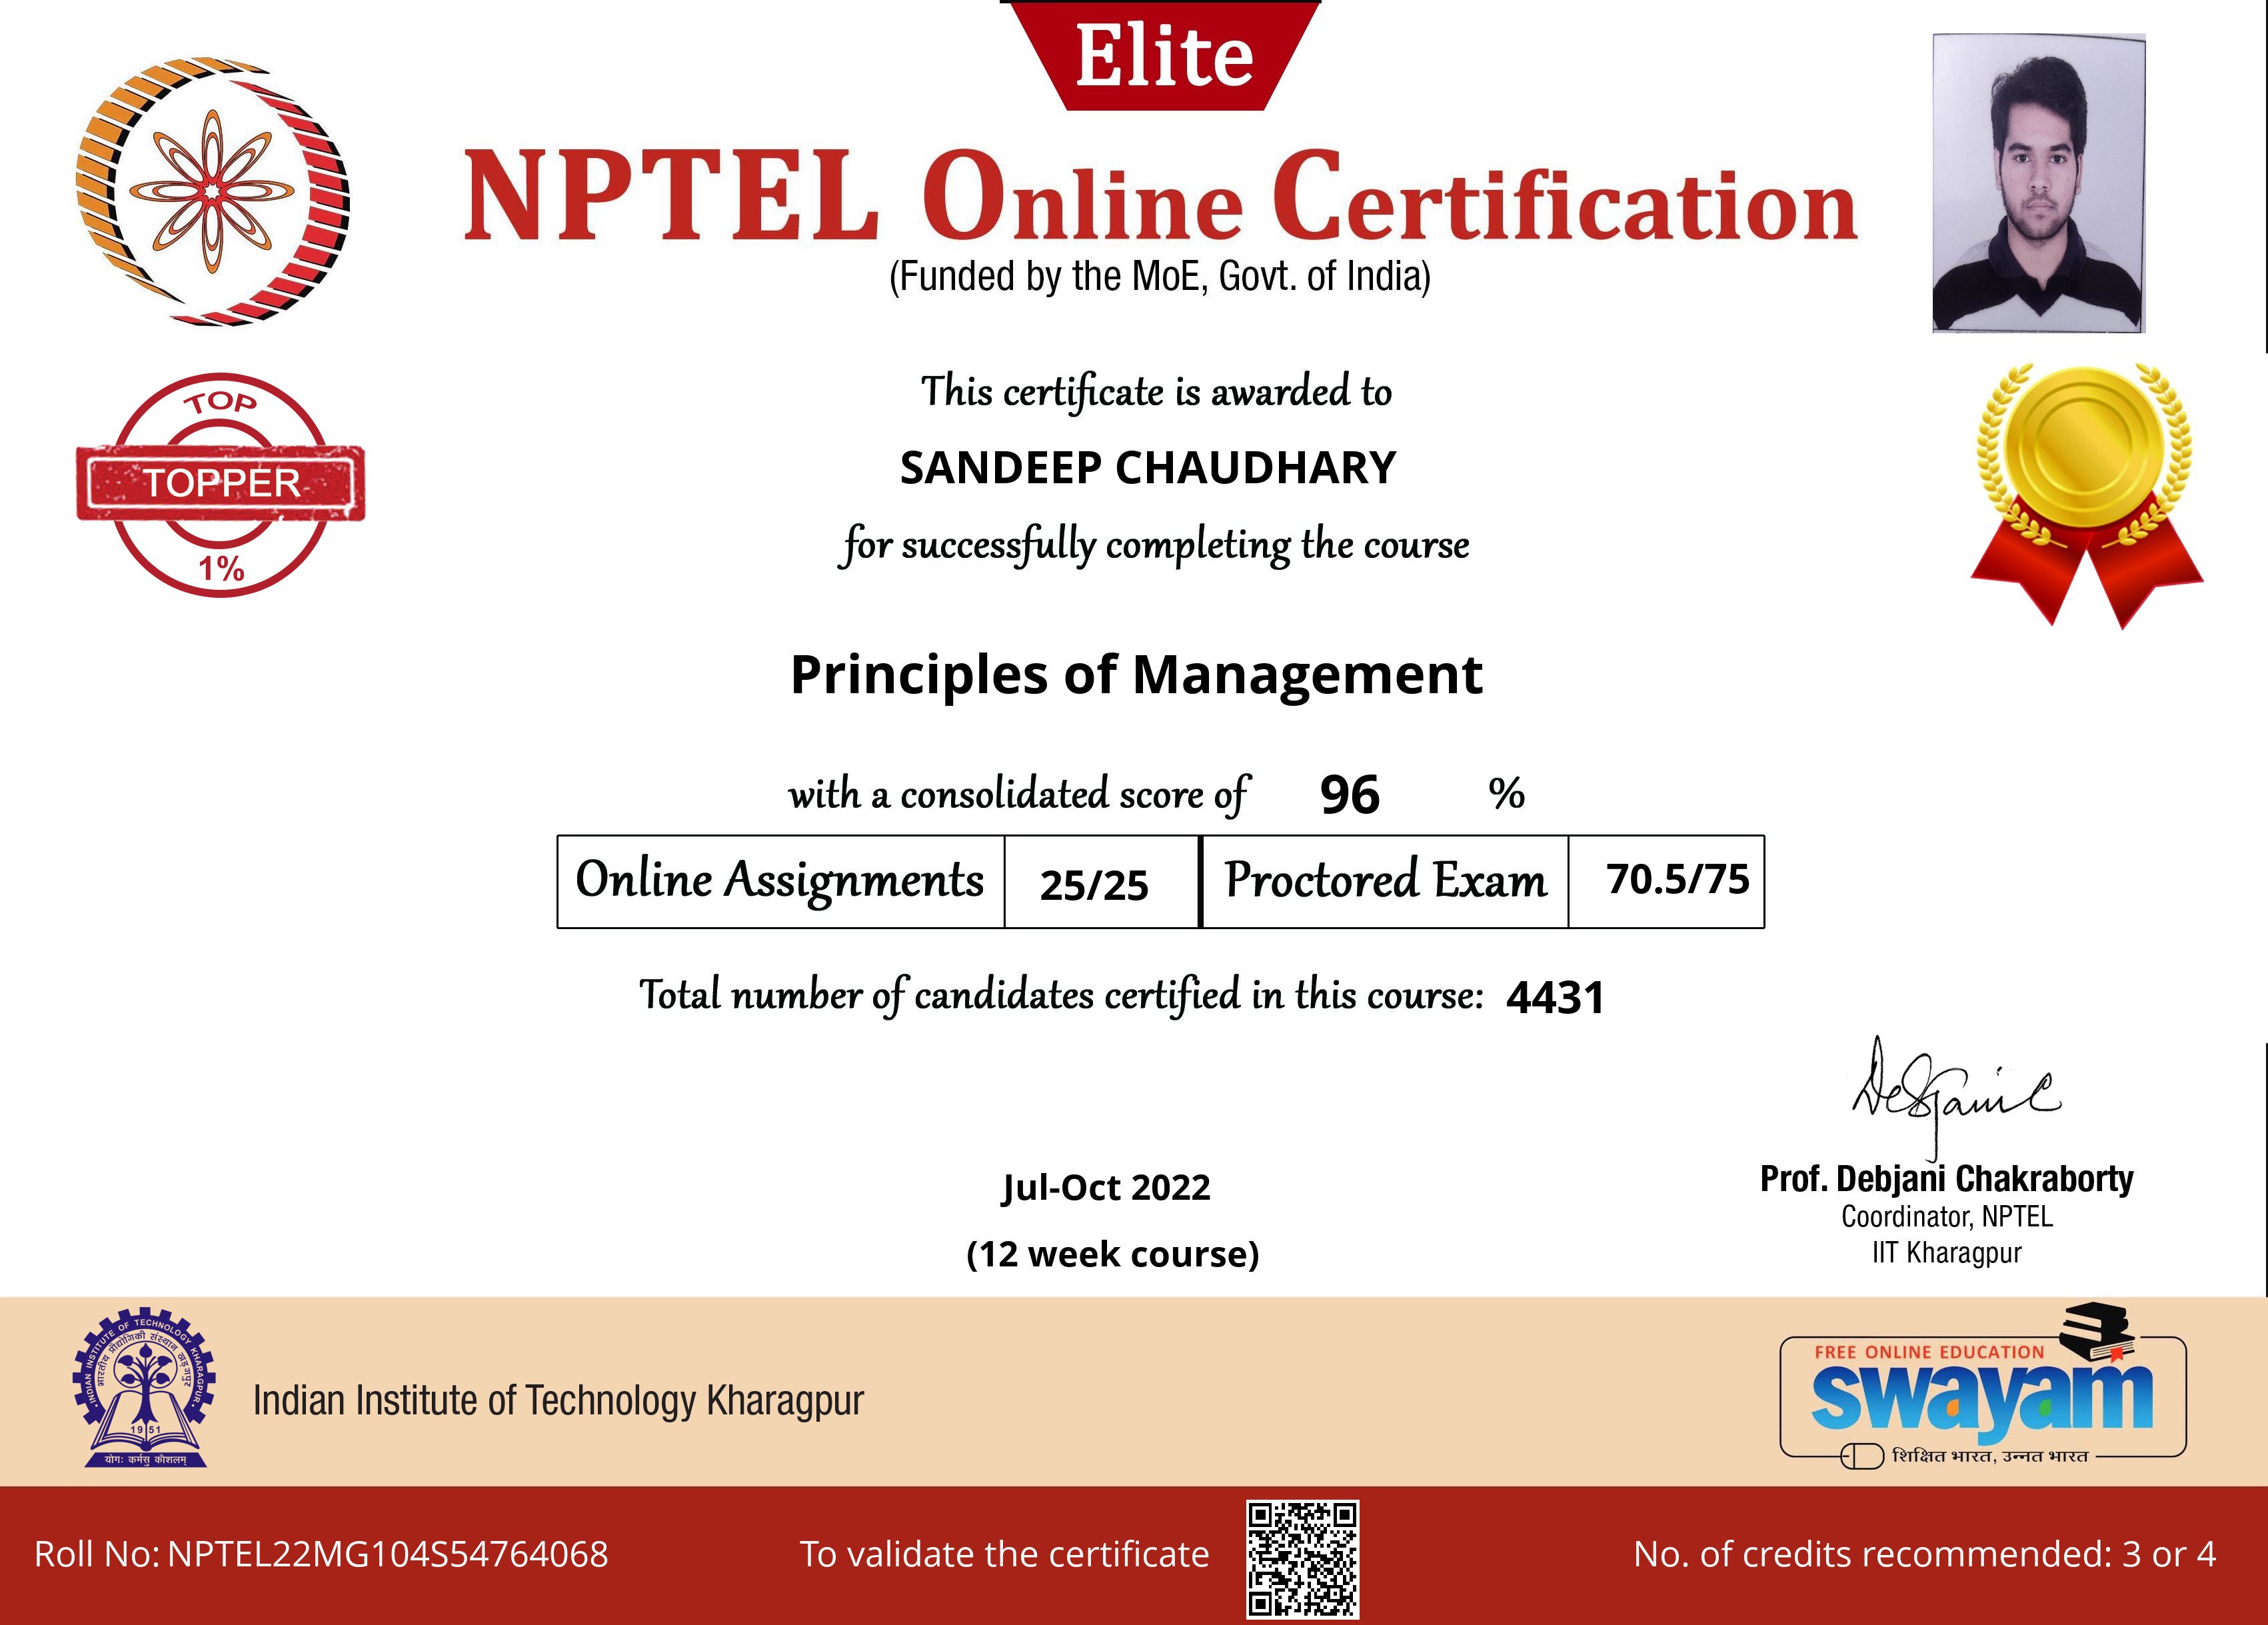 Elite
NPTEL Online Certification
(Funded by the MoE, Govt. of India)
TOP
TOPPER
1%
This certificate is awarded to
SANDEEP CHAUDHARY
for successfully completing the course
Principles of Management
with a consolidated score of 96 %
Online Assignments 25/25 Proctored Exam 70.5/75
Total number of candidates certified in this course: 4431
Debjani C
Prof. Debjani Chakraborty
Coordinator, NPTEL
IIT Kharagpur
Jul-Oct 2022
(12 week course)
INDIAN INSTITUTE OF TECHNOLOGY KHARAGPUR
भारतीय प्रौद्योगिकी संस्थान खड़गपुर
1951
योगः कर्मसु कौशलम्
Indian Institute of Technology Kharagpur
FREE ONLINE EDUCATION
swayam
शिक्षित भारत, उन्नत भारत
Roll No: NPTEL22MG104S54764068
To validate the certificate
No. of credits recommended: 3 or 4